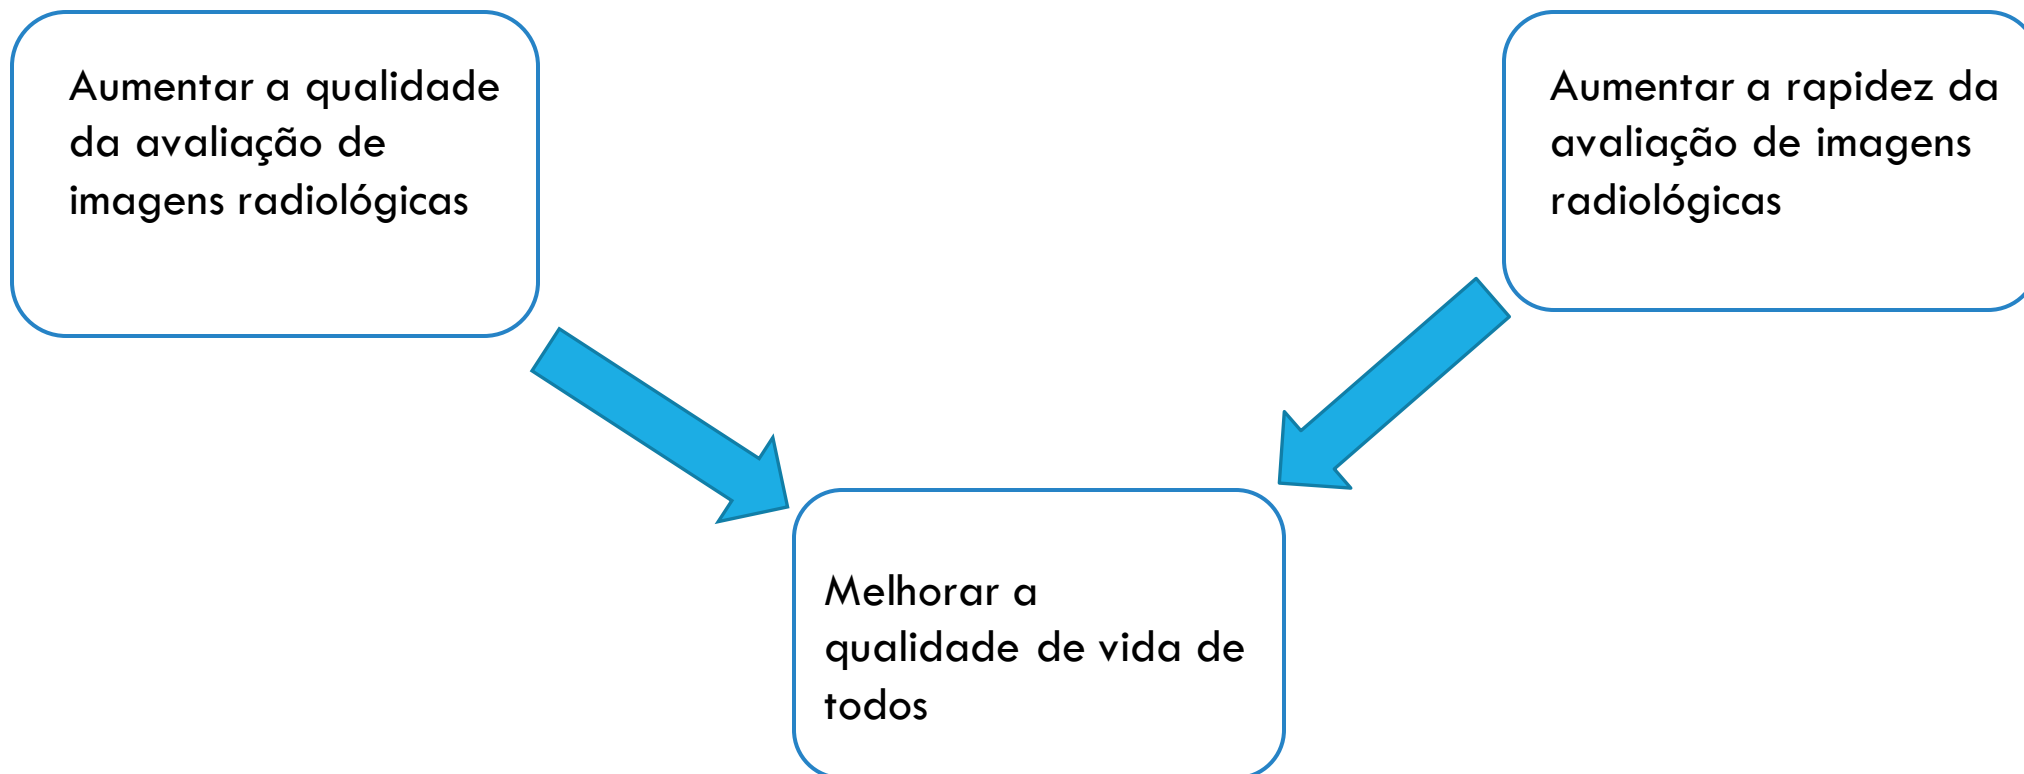 Aumentar a qualidade
da avaliação de
imagens radiológicas
Aumentar a rapidez da
avaliação de imagens
radiológicas
Melhorar a
qualidade de vida de
todos